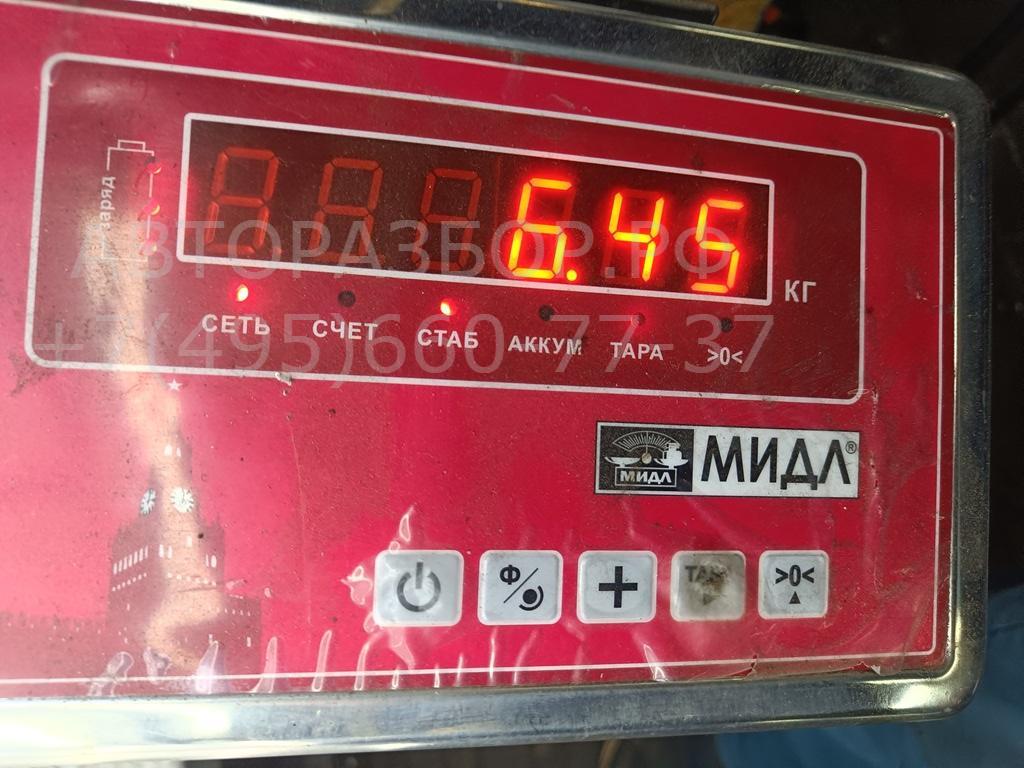 заряд
6.45
КГ
СЕТЬ СЧЕТ СТАБ АККУМ ТАРА >0<
АВТОРАЗБОР.РФ
+7(495)660-77-37
МИДЛ МИДЛ®
Ф ТАРА >0<